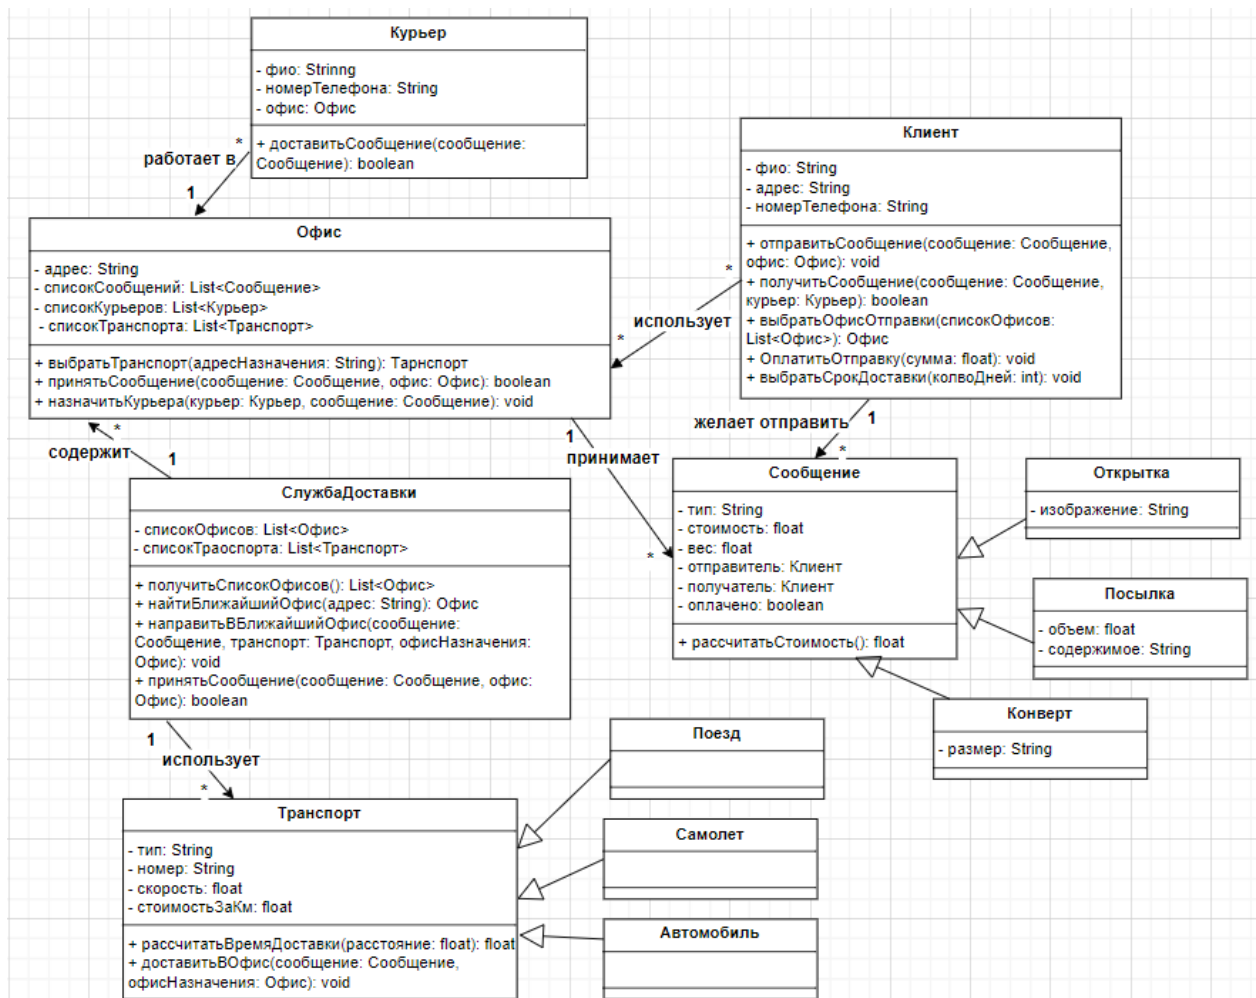 Курьер
- фио: Strinng
- номерТелефона: String
- офис: Офис
+ доставитьСообщение(сообщение:
Сообщение): boolean
*
работает в
1
Клиент
- фио: String
- адрес: String
- номерТелефона: String
+ отправитьСообщение(сообщение: Сообщение,
офис: Офис): void
+ получитьСообщение(сообщение: Сообщение,
курьер: Курьер): boolean
+ выбратьОфисОтправки(списокОфисов:
List<Офис>): Офис
+ ОплатитьОтправку(сумма: float): void
+ выбратьСрокДоставки(колвоДней: int): void
Офис
- адрес: String
- списокСообщений: List<Сообщение>
- списокКурьеров: List<Курьер>
- списокТранспорта: List<Транспорт>
+ выбратьТранспорт(адресНазначения: String): Тарнспорт
+ принятьСообщение(сообщение: Сообщение, офис: Офис): boolean
+ назначитьКурьера(курьер: Курьер, сообщение: Сообщение): void
*
использует
*
желает отправить
1
*
*
содержит
1
1
принимает
*
СлужбаДоставки
- списокОфисов: List<Офис>
- списокТраоспорта: List<Транспорт>
+ получитьСписокОфисов(): List<Офис>
+ найтиБлижайшийОфис(адрес: String): Офис
+ направитьВБлижайшийОфис(сообщение:
Сообщение, транспорт: Транспорт, офисНазначения:
Офис): void
+ принятьСообщение(сообщение: Сообщение, офис:
Офис): boolean
Сообщение
- тип: String
- стоимость: float
- вес: float
- отправитель: Клиент
- получатель: Клиент
- оплачено: boolean
+ рассчитатьСтоимость(): float
Открытка
- изображение: String
Посылка
- объем: float
- содержимое: String
Конверт
- размер: String
1
использует
*
Транспорт
- тип: String
- номер: String
- скорость: float
- стоимостьЗаКм: float
+ рассчитатьВремяДоставки(расстояние: float): float
+ доставитьВОфис(сообщение: Сообщение,
офисНазначения: Офис): void
Поезд
Самолет
Автомобиль